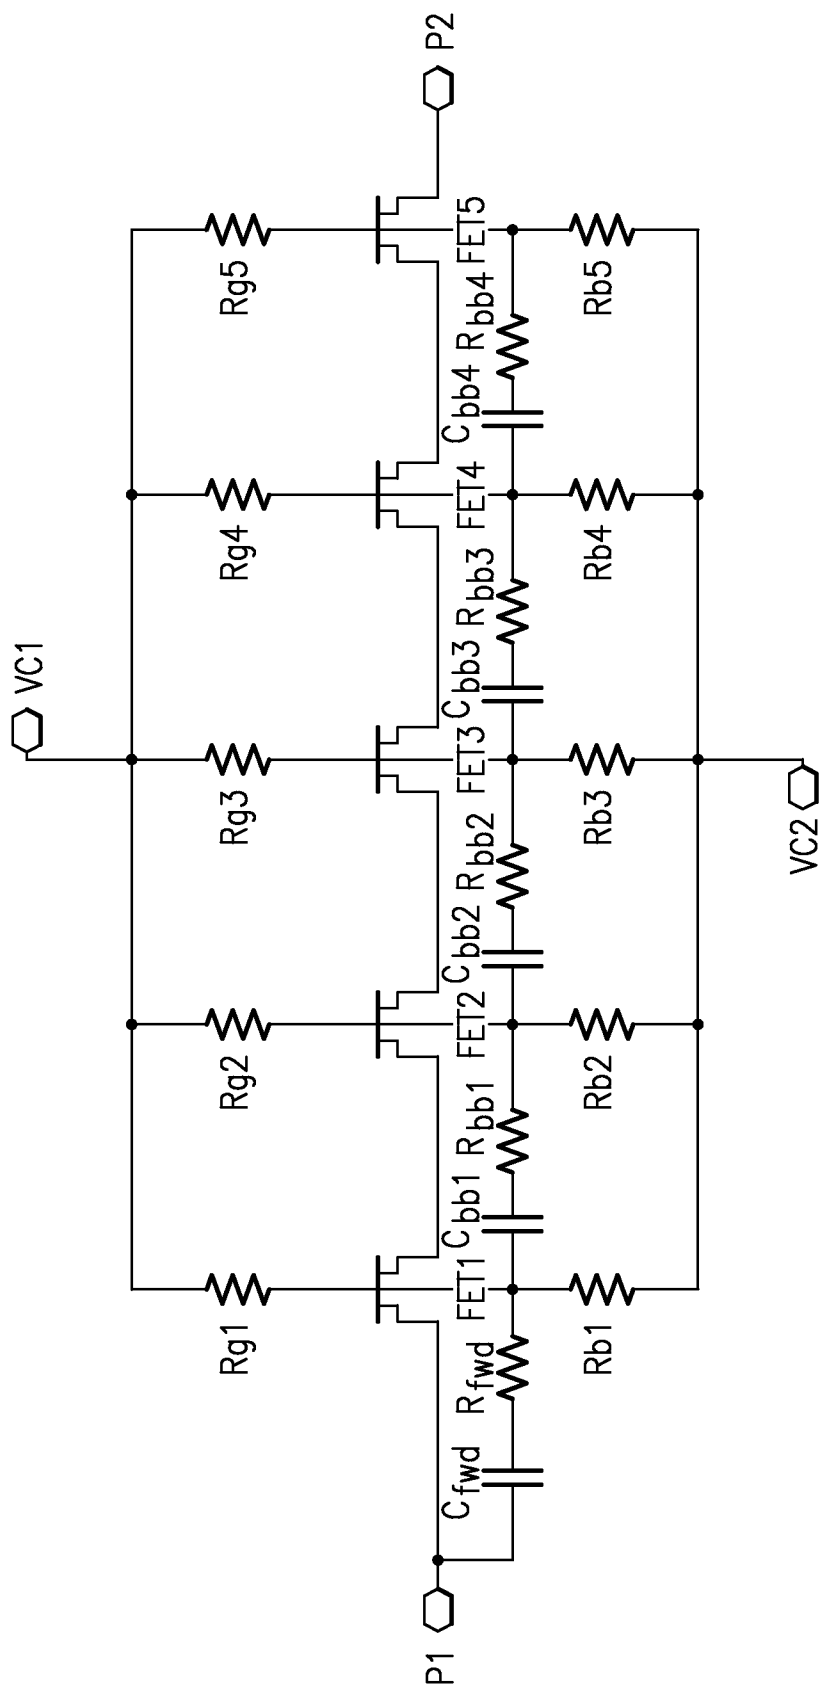 VC1
Rg1
Rg2
Rg3
Rg4
Rg5
P1
FET1
FET2
FET3
FET4
FET5
P2
Cfwd
Rfwd
Cbb1
Rbb1
Cbb2
Rbb2
Cbb3
Rbb3
Cbb4
Rbb4
Rb1
Rb2
Rb3
Rb4
Rb5
VC2